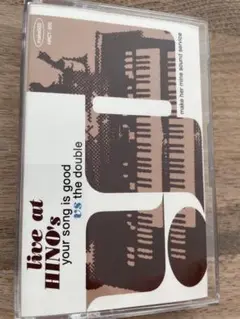 live at
HINO's
your song is good
vs the double
make her mine sound service